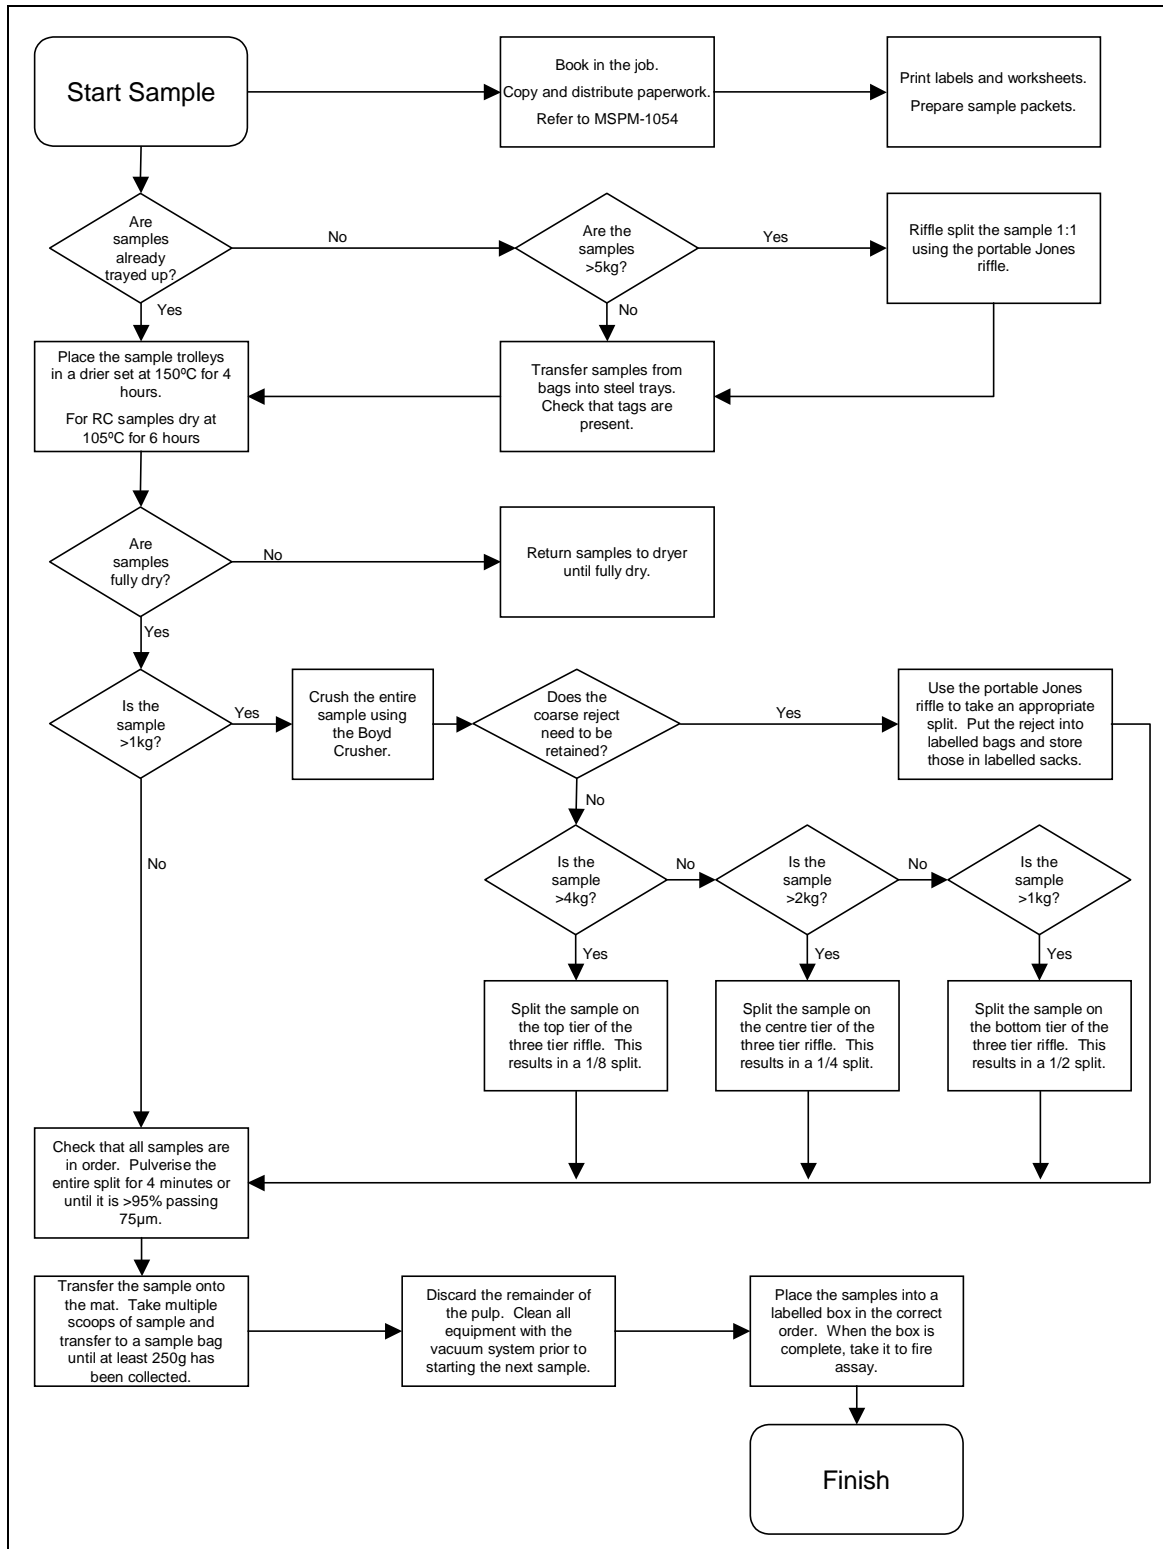 Start Sample
Book in the job.
Copy and distribute paperwork.
Refer to MSPM-1054
Print labels and worksheets.
Prepare sample packets.
Are
samples
already
trayed up?
No
Are the
samples
>5kg?
Yes
Riffle split the sample 1:1
using the portable Jones
riffle.
Yes
No
Place the sample trolleys
in a drier set at 150ºC for 4
hours.
For RC samples dry at
105ºC for 6 hours
Transfer samples from
bags into steel trays.
Check that tags are
present.
Are
samples
fully dry?
No
Return samples to dryer
until fully dry.
Yes
Is the
sample
>1kg?
Yes
Crush the entire
sample using
the Boyd
Crusher.
Does the
coarse reject
need to be
retained?
Yes
Use the portable Jones
riffle to take an appropriate
split.  Put the reject into
labelled bags and store
those in labelled sacks.
No
No
Is the
sample
>4kg?
No
Is the
sample
>2kg?
No
Is the
sample
>1kg?
Yes
Yes
Yes
Split the sample on
the top tier of the
three tier riffle.  This
results in a 1/8 split.
Split the sample on
the centre tier of the
three tier riffle.  This
results in a 1/4 split.
Split the sample on
the bottom tier of the
three tier riffle.  This
results in a 1/2 split.
Check that all samples are
in order.  Pulverise the
entire split for 4 minutes or
until it is >95% passing
75µm.
Transfer the sample onto
the mat.  Take multiple
scoops of sample and
transfer to a sample bag
until at least 250g has
been collected.
Discard the remainder of
the pulp.  Clean all
equipment with the
vacuum system prior to
starting the next sample.
Place the samples into a
labelled box in the correct
order.  When the box is
complete, take it to fire
assay.
Finish